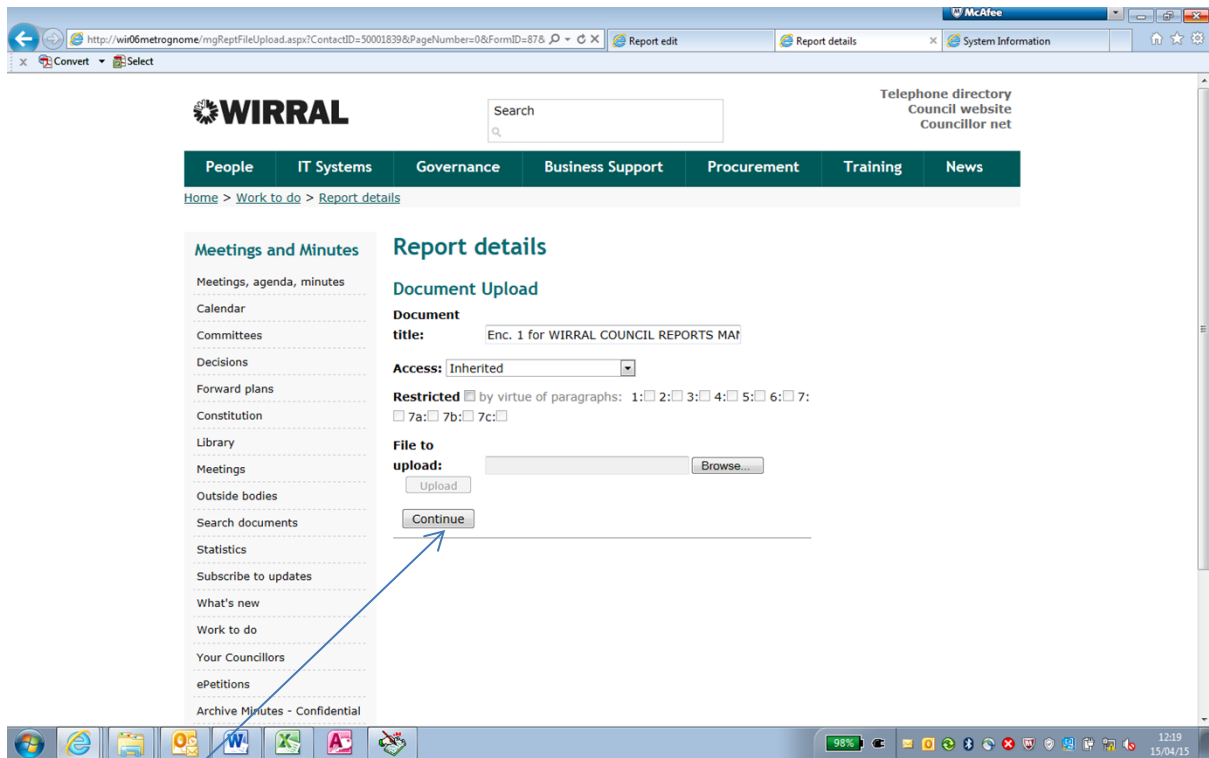 McAfee
http://wir06metrognome/mgReptFileUpload.aspx?ContactID=50001839&PageNumber=0&FormID=87&
Report edit
Report details
System Information
x Convert Select
WIRRAL
Search
Telephone directory
Council website
Councillor net
People IT Systems Governance Business Support Procurement Training News
Home > Work to do > Report details
Meetings and Minutes
Meetings, agenda, minutes
Calendar
Committees
Decisions
Forward plans
Constitution
Library
Meetings
Outside bodies
Search documents
Statistics
Subscribe to updates
What's new
Work to do
Your Councillors
ePetitions
Archive Minutes - Confidential
Report details
Document Upload
Document
title: Enc. 1 for WIRRAL COUNCIL REPORTS MAN
Access: Inherited
Restricted by virtue of paragraphs: 1: 2: 3: 4: 5: 6: 7:
7a: 7b: 7c:
File to
upload: Browse...
Upload
Continue
98%
12:19
15/04/15